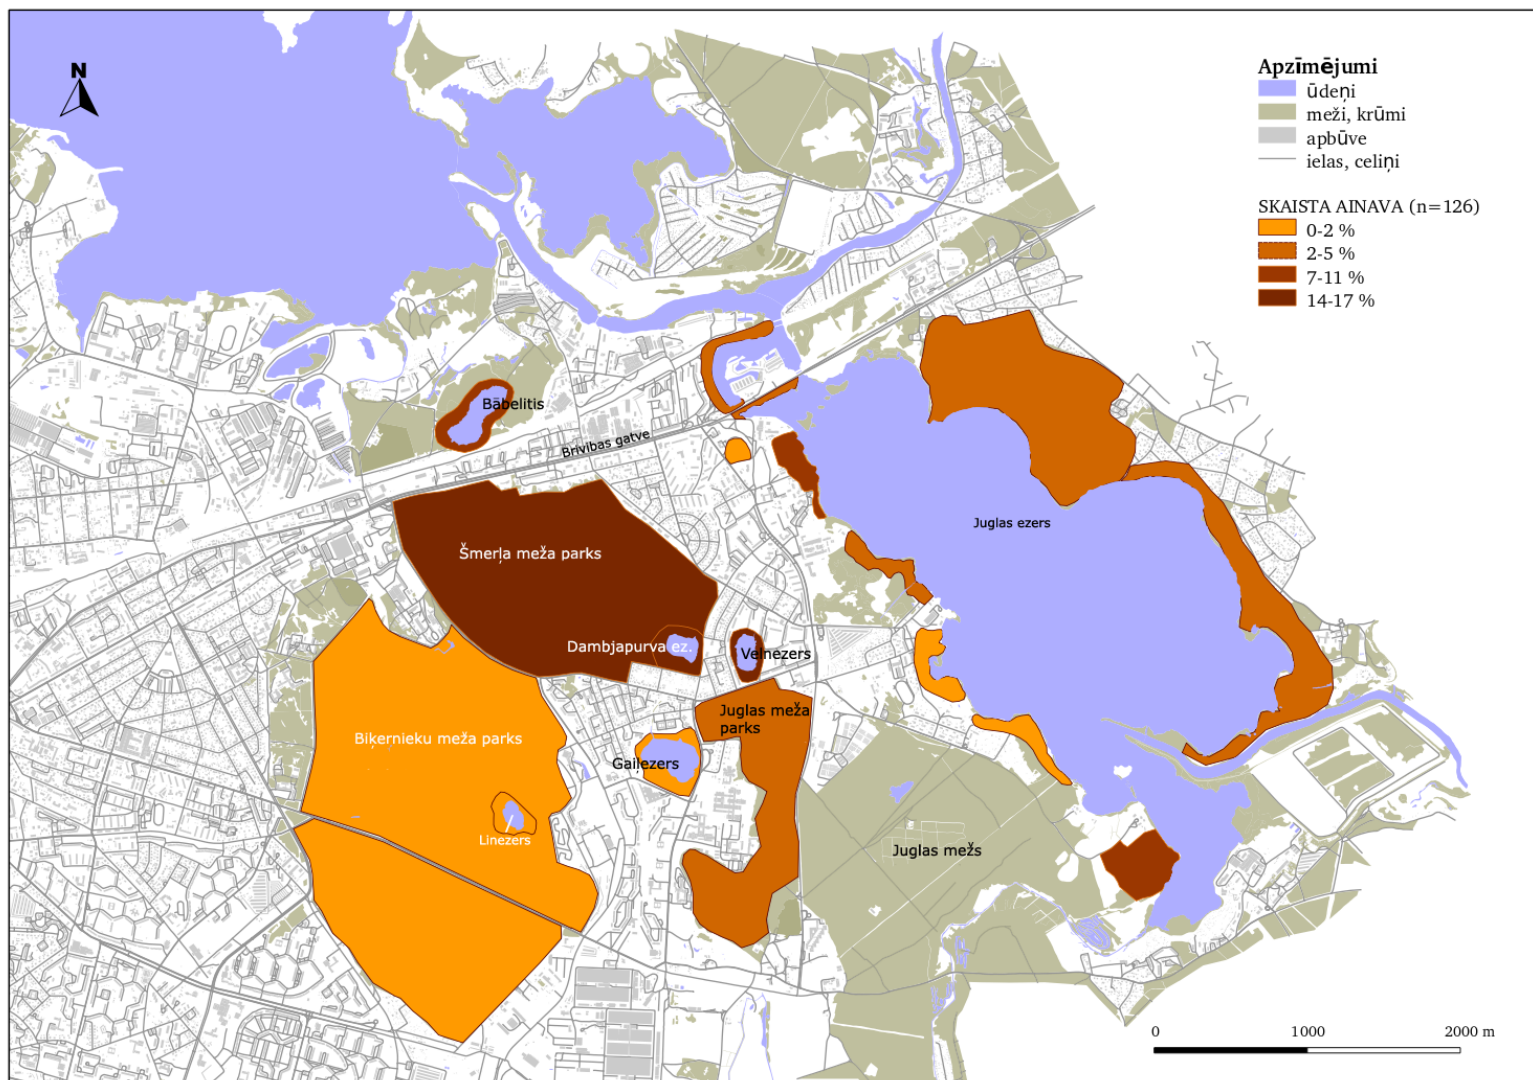 N
Apzīmējumi
ūdeņi
meži, krūmi
apbūve
ielas, celiņi
SKAISTA AINAVA (n=126)
0-2 %
2-5 %
7-11 %
14-17 %
Bābelitis
Brivibas gatve
Juglas ezers
Šmerļa meža parks
Dambjapurva ez.
Velnezers
Juglas meža
parks
Biķernieku meža parks
Gaiļezers
Linezers
Juglas mežs
0 1000 2000 m